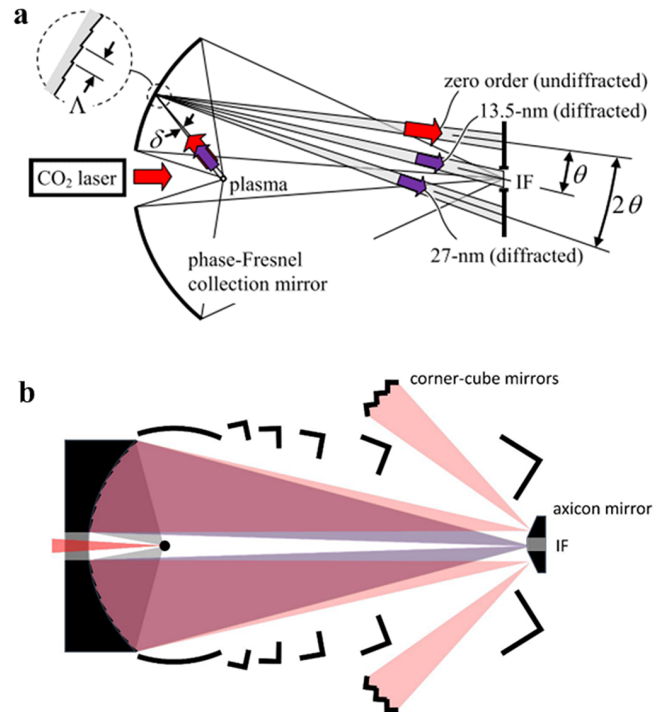 a
zero order (undiffracted)
13.5-nm (diffracted)
Λ
δ
CO₂ laser
plasma
IF
θ
2θ
27-nm (diffracted)
phase-Fresnel
collection mirror
b
corner-cube mirrors
axicon mirror
IF